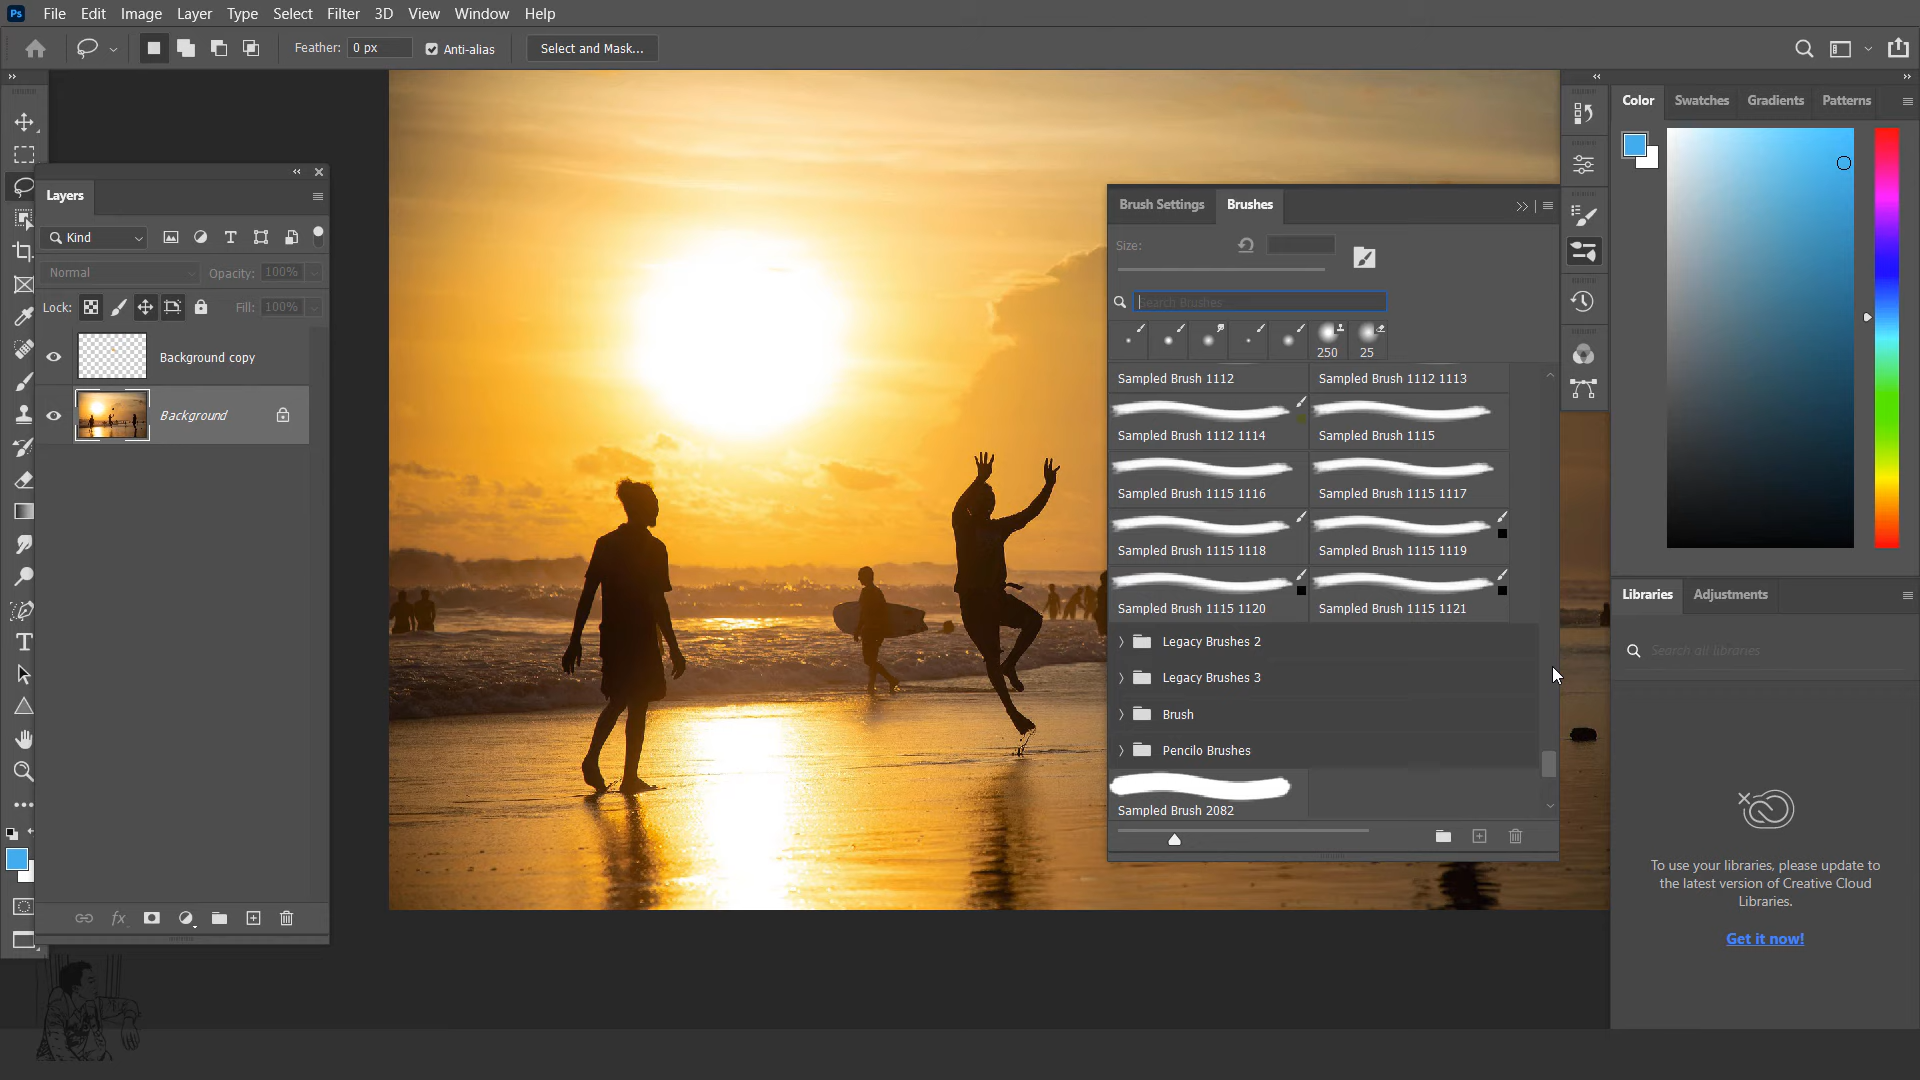 Ps File Edit Image Layer Type Select Filter 3D View Window Help
Feather: 0 px Anti-alias Select and Mask...
Layers
Kind
Normal Opacity: 100%
Lock: Fill: 100%
Background copy
Background
fx
Brush Settings Brushes
Size:
Search Brushes
250 25
Sampled Brush 1112 Sampled Brush 1112 1113
Sampled Brush 1112 1114 Sampled Brush 1115
Sampled Brush 1115 1116 Sampled Brush 1115 1117
Sampled Brush 1115 1118 Sampled Brush 1115 1119
Sampled Brush 1115 1120 Sampled Brush 1115 1121
Legacy Brushes 2
Legacy Brushes 3
Brush
Pencilo Brushes
Sampled Brush 2082
Color Swatches Gradients Patterns
Libraries Adjustments
Search all libraries
To use your libraries, please update to
the latest version of Creative Cloud
Libraries.
Get it now!